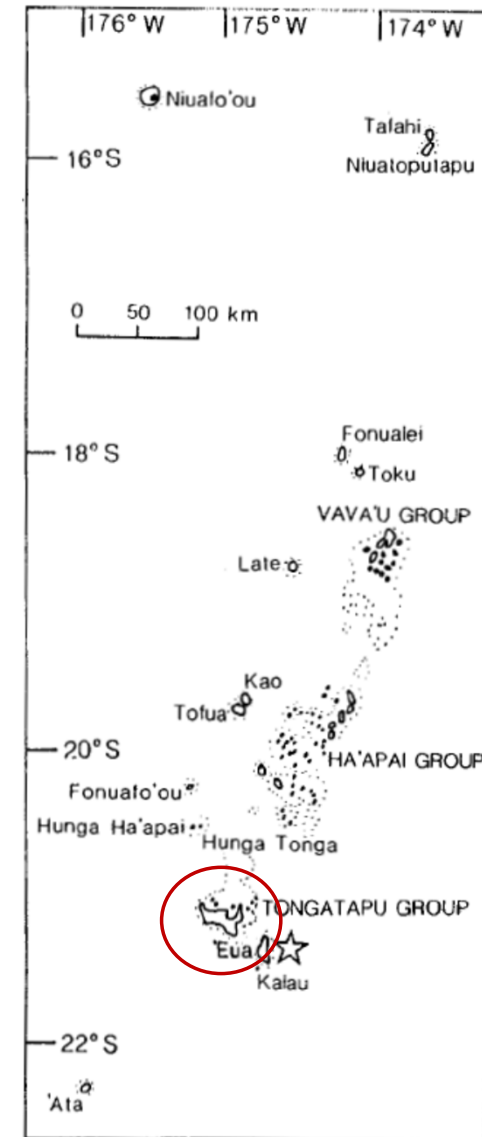 176° W
175° W
174° W
Niuafo'ou
Tafahi
Niuatoputapu
16° S
0 50 100 km
Fonualei
18° S
Toku
VAVA'U GROUP
Late
Kao
Tofua
20° S
HA'APAI GROUP
Fonuafo'ou
Hunga Ha'apai
Hunga Tonga
TONGATAPU GROUP
'Eua
Kalau
22° S
'Ata